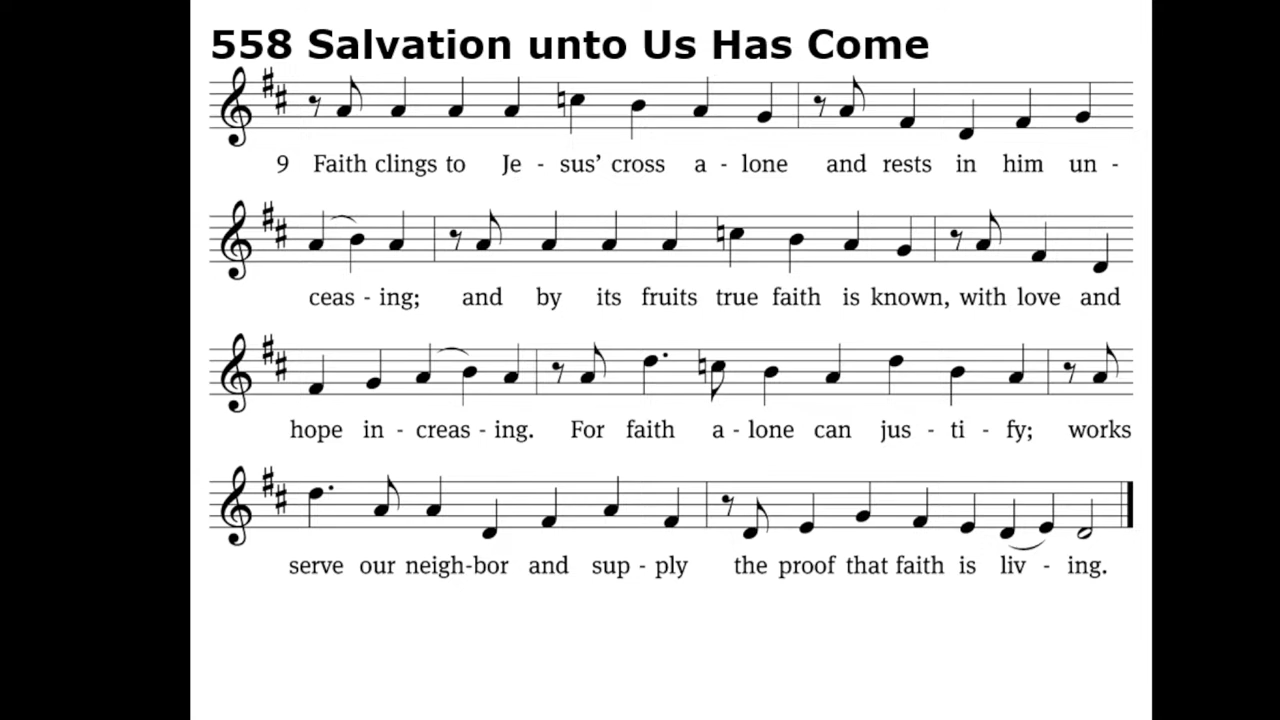 558 Salvation unto Us Has Come
9 Faith clings to Je - sus’ cross a - lone and rests in him un -
ceas - ing; and by its fruits true faith is known, with love and
hope in - creas - ing. For faith a - lone can jus - ti - fy; works
serve our neigh-bor and sup - ply the proof that faith is liv - ing.